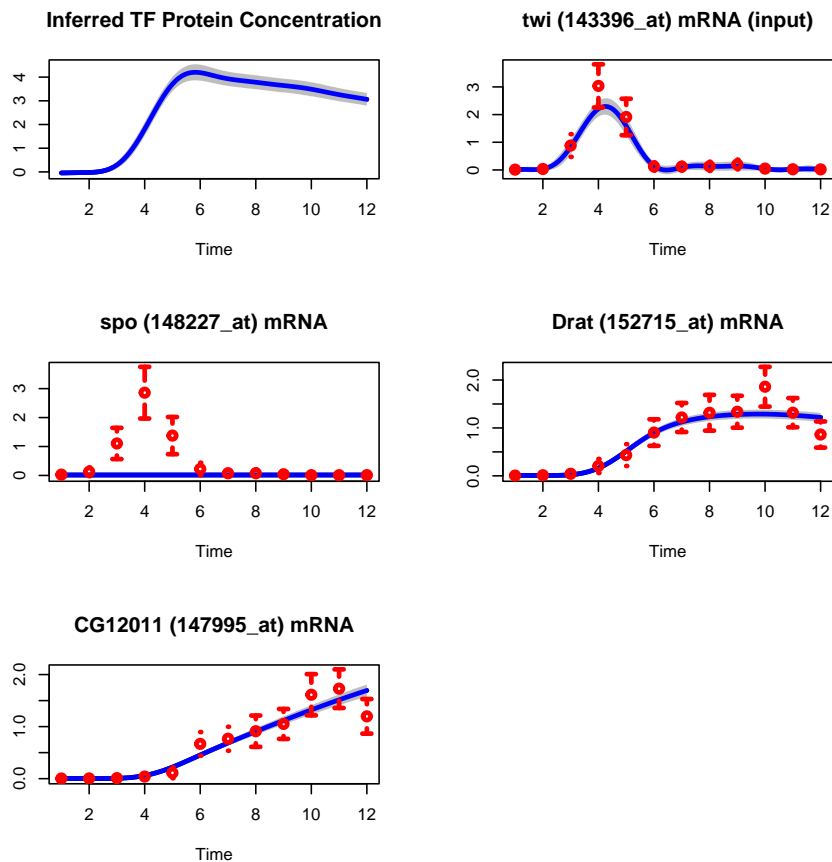 Inferred TF Protein Concentration
0 1 2 3 4
2 4 6 8 10 12
Time
twi (143396_at) mRNA (input)
0 1 2 3
2 4 6 8 10 12
Time
spo (148227_at) mRNA
0 1 2 3
2 4 6 8 10 12
Time
Drat (152715_at) mRNA
0.0 1.0 2.0
2 4 6 8 10 12
Time
CG12011 (147995_at) mRNA
0.0 1.0 2.0
2 4 6 8 10 12
Time